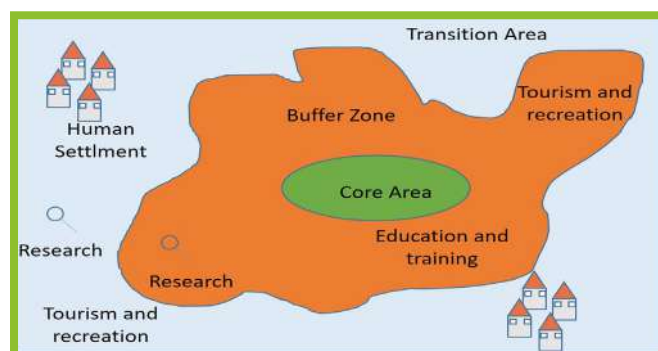 Transition Area
Tourism and
recreation
Buffer Zone
Human
Settlment
Core Area
Education and
training
Research
Research
Tourism and
recreation